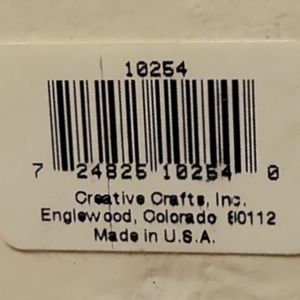 10254
7 24825 10254 0
Creative Crafts, Inc.
Englewood, Colorado 80112
Made in U.S.A.